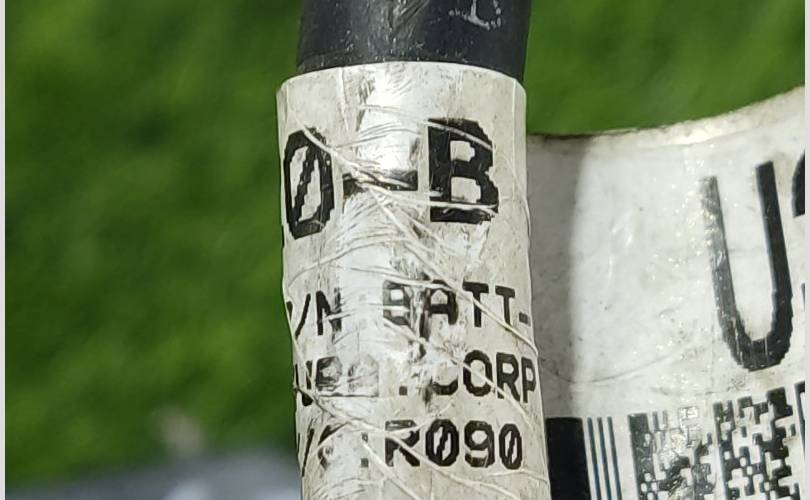 0-B
/N BATT-
CORP
R090
U